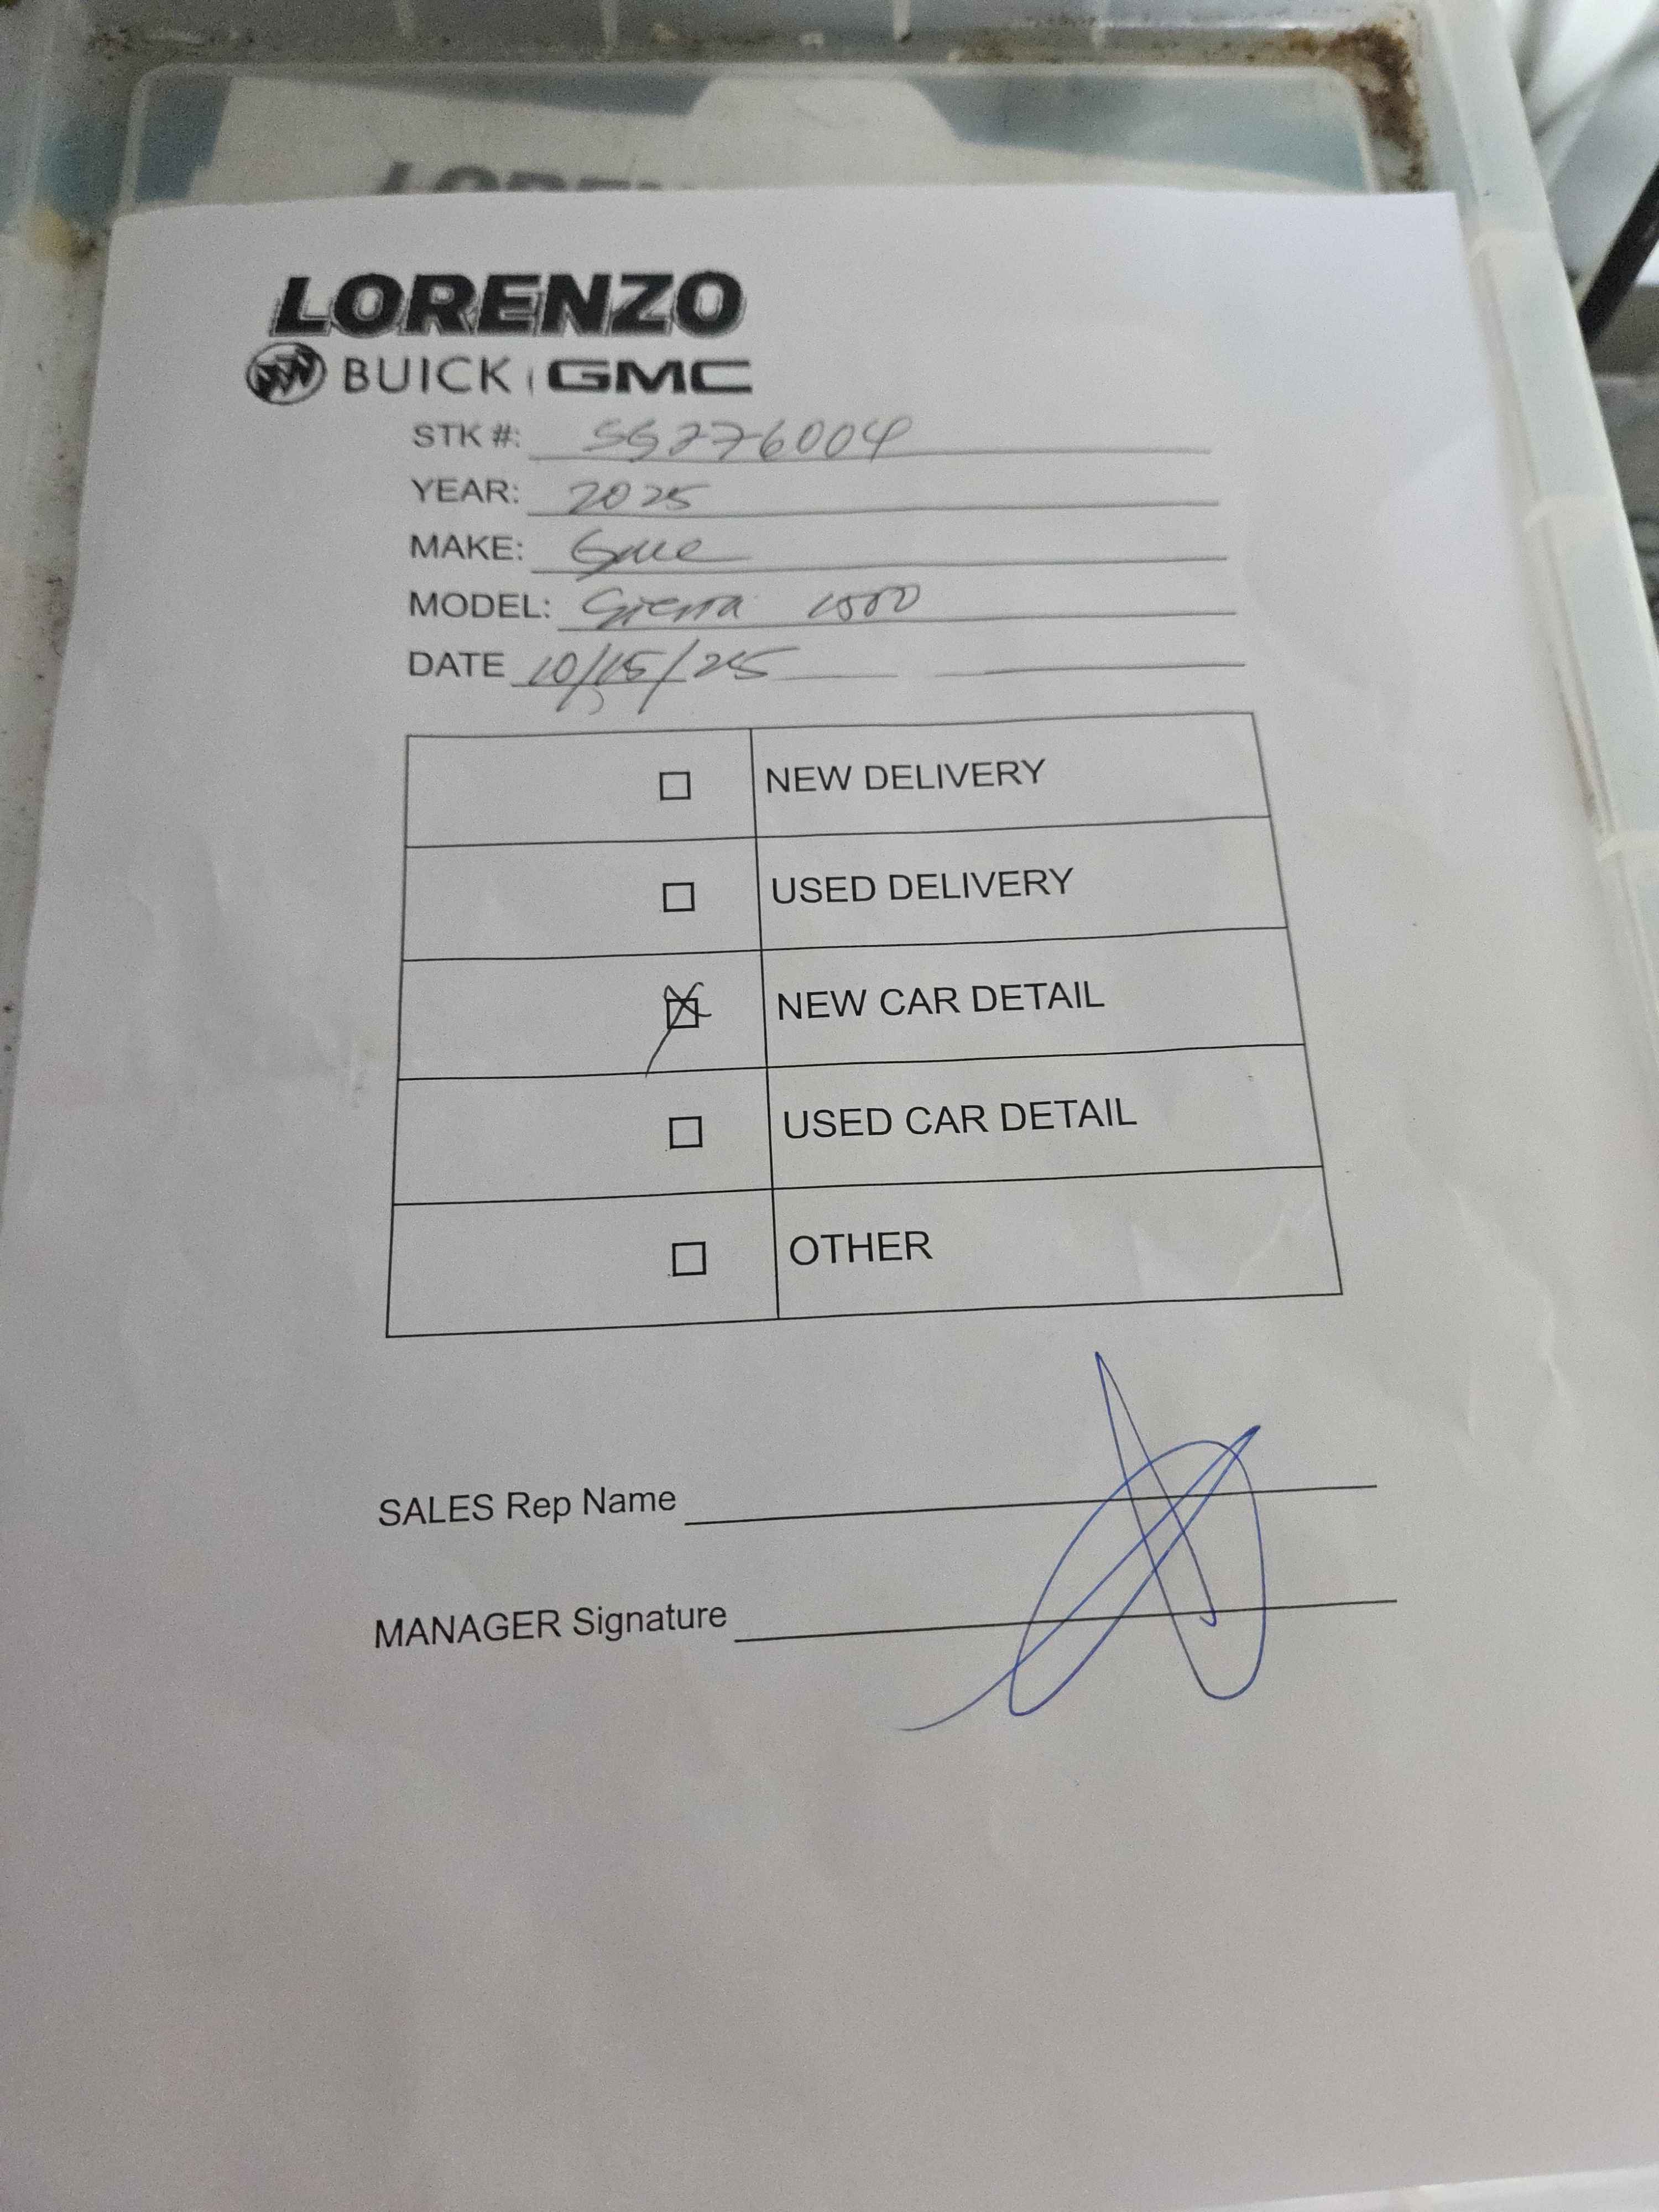 LORENZO
BUICK | GMC
STK #: SG276004
YEAR: 2025
MAKE: GMC
MODEL: Sierra 1500
DATE 10/15/25
NEW DELIVERY
USED DELIVERY
NEW CAR DETAIL
USED CAR DETAIL
OTHER
SALES Rep Name
MANAGER Signature